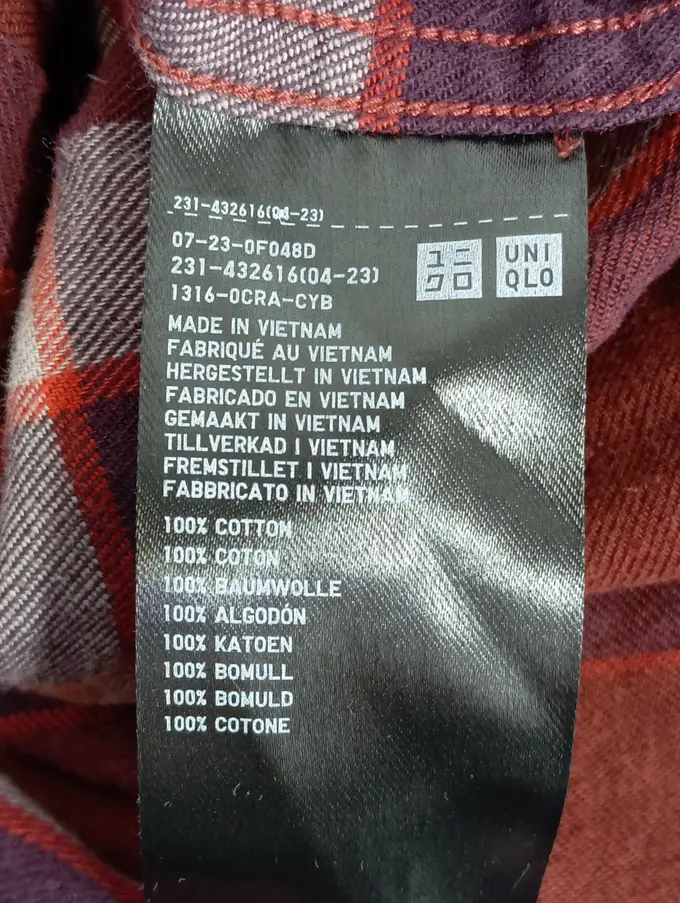 231-432616(04-23)
07-23-0F048D
231-432616(04-23)
1316-0CRA-CYB
ユニ
クロ
UNI
QLO
MADE IN VIETNAM
FABRIQUÉ AU VIETNAM
HERGESTELLT IN VIETNAM
FABRICADO EN VIETNAM
GEMAAKT IN VIETNAM
TILLVERKAD I VIETNAM
FREMSTILLET I VIETNAM
FABBRICATO IN VIETNAM
100% COTTON
100% COTON
100% BAUMWOLLE
100% ALGODÓN
100% KATOEN
100% BOMULL
100% BOMULD
100% COTONE